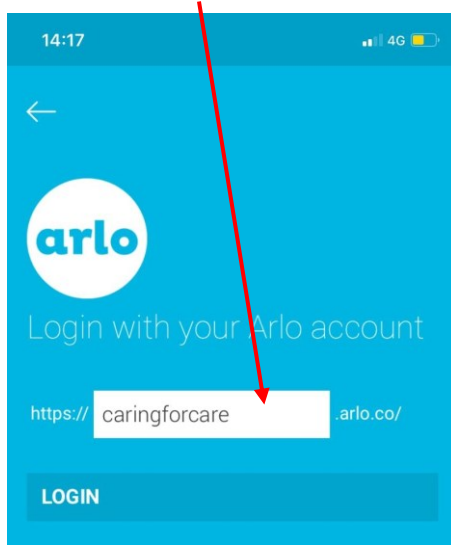 14:17 4G
arlo
Login with your Arlo account
https:// caringforcare .arlo.co/
LOGIN